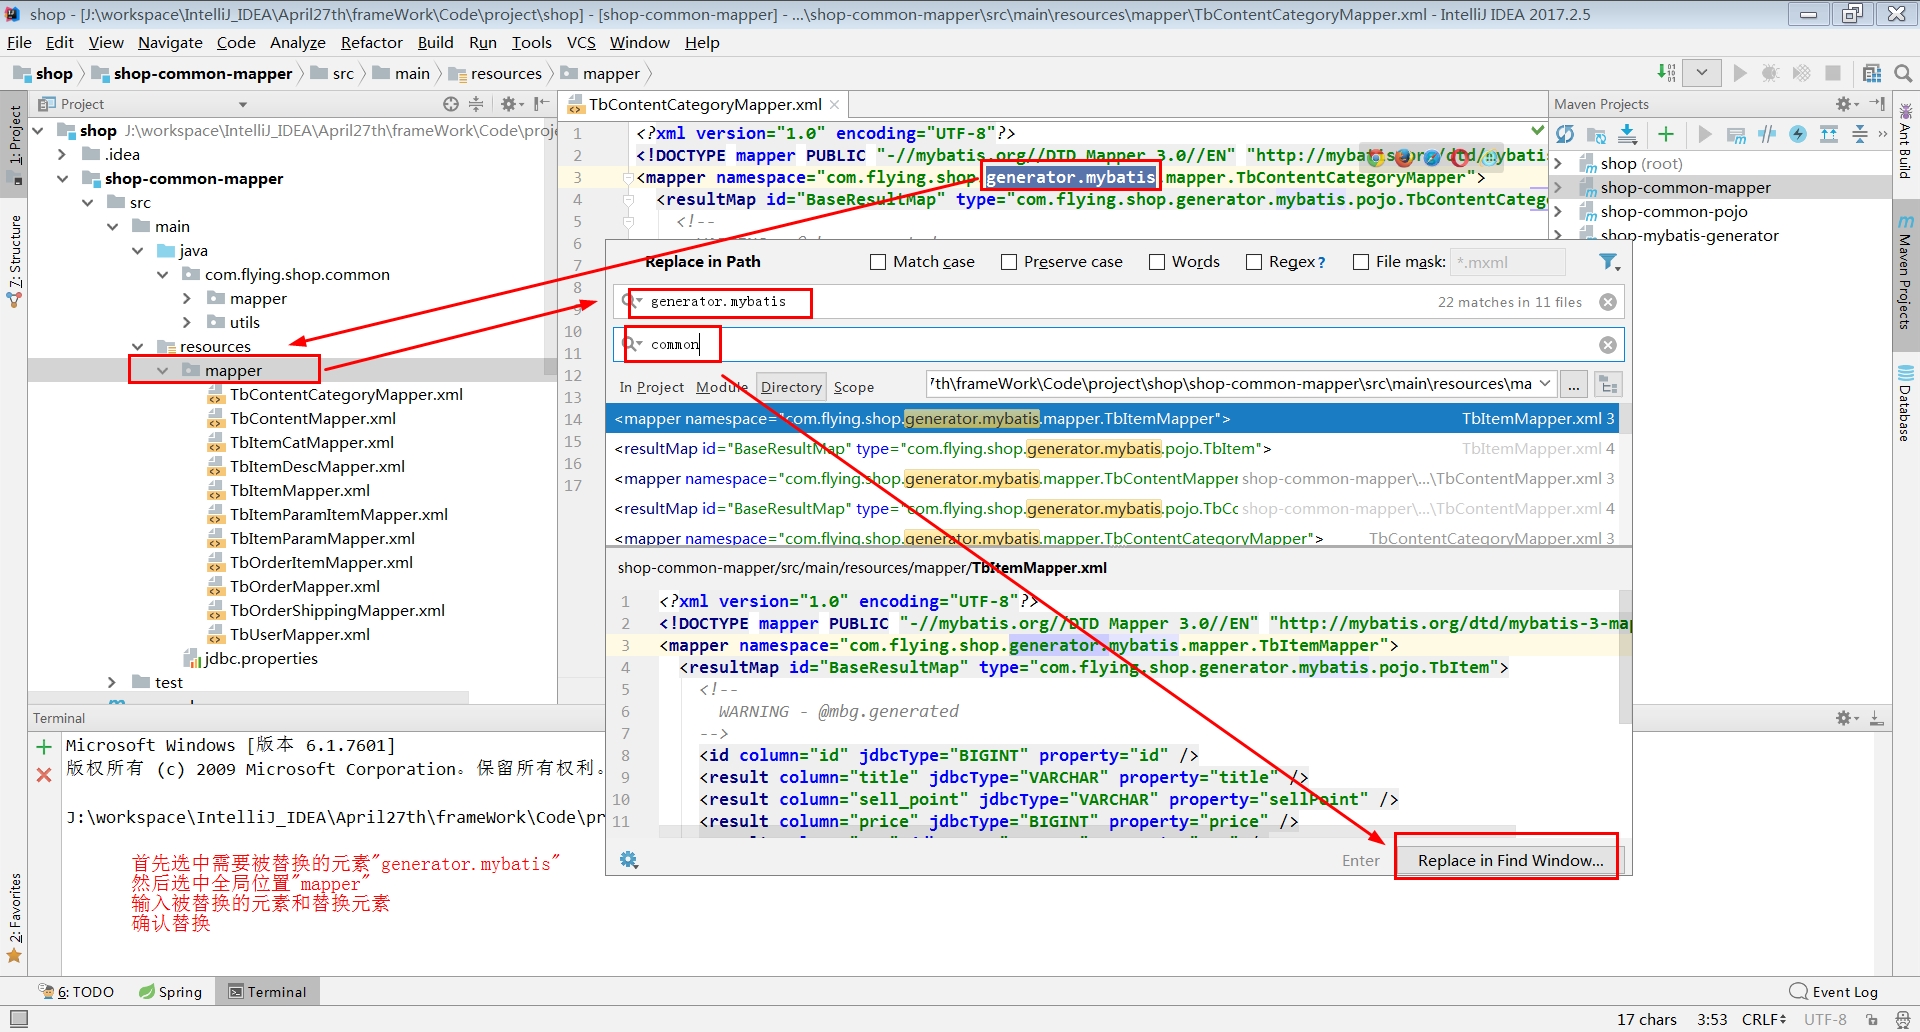 shop - [J:\workspace\IntelliJ_IDEA\April27th\frameWork\Code\project\shop] - [shop-common-mapper] - ...\shop-common-mapper\src\main\resources\mapper\TbContentCategoryMapper.xml - IntelliJ IDEA 2017.2.5
File Edit View Navigate Code Analyze Refactor Build Run Tools VCS Window Help
shop shop-common-mapper src main resources mapper
1: Project
7: Structure
2: Favorites
Project
shop J:\workspace\IntelliJ_IDEA\April27th\frameWork\Code\proje
.idea
shop-common-mapper
src
main
java
com.flying.shop.common
mapper
utils
resources
mapper
TbContentCategoryMapper.xml
TbContentMapper.xml
TbItemCatMapper.xml
TbItemDescMapper.xml
TbItemMapper.xml
TbItemParamItemMapper.xml
TbItemParamMapper.xml
TbOrderItemMapper.xml
TbOrderMapper.xml
TbOrderShippingMapper.xml
TbUserMapper.xml
jdbc.properties
test
TbContentCategoryMapper.xml
1 <?xml version="1.0" encoding="UTF-8"?>
2 <!DOCTYPE mapper PUBLIC "-//mybatis.org//DTD Mapper 3.0//EN" "http://mybatis.org/dtd/mybatis
3 <mapper namespace="com.flying.shop.generator.mybatis.mapper.TbContentCategoryMapper">
4 <resultMap id="BaseResultMap" type="com.flying.shop.generator.mybatis.pojo.TbContentCateg
5 <!--
6
7
8
9
10
11
12
13
14
15
16
17
Replace in Path
Match case Preserve case Words Regex ? File mask: *.mxml
generator.mybatis 22 matches in 11 files
common
In Project Module Directory Scope 7th\frameWork\Code\project\shop\shop-common-mapper\src\main\resources\ma ...
<mapper namespace="com.flying.shop.generator.mybatis.mapper.TbItemMapper"> TbItemMapper.xml 3
<resultMap id="BaseResultMap" type="com.flying.shop.generator.mybatis.pojo.TbItem"> TbItemMapper.xml 4
<mapper namespace="com.flying.shop.generator.mybatis.mapper.TbContentMapper shop-common-mapper\...\TbContentMapper.xml 3
<resultMap id="BaseResultMap" type="com.flying.shop.generator.mybatis.pojo.TbCc shop-common-mapper\...\TbContentMapper.xml 4
<mapper namespace="com.flying.shop.generator.mybatis.mapper.TbContentCategoryMapper"> TbContentCategoryMapper.xml 3
shop-common-mapper/src/main/resources/mapper/TbItemMapper.xml
1 <?xml version="1.0" encoding="UTF-8"?>
2 <!DOCTYPE mapper PUBLIC "-//mybatis.org//DTD Mapper 3.0//EN" "http://mybatis.org/dtd/mybatis-3-map
3 <mapper namespace="com.flying.shop.generator.mybatis.mapper.TbItemMapper">
4 <resultMap id="BaseResultMap" type="com.flying.shop.generator.mybatis.pojo.TbItem">
5 <!--
6 WARNING - @mbg.generated
7 -->
8 <id column="id" jdbcType="BIGINT" property="id" />
9 <result column="title" jdbcType="VARCHAR" property="title" />
10 <result column="sell_point" jdbcType="VARCHAR" property="sellPoint" />
11 <result column="price" jdbcType="BIGINT" property="price" />
Enter Replace in Find Window...
Maven Projects
shop (root)
shop-common-mapper
shop-common-pojo
shop-mybatis-generator
Ant Build
Maven Projects
Database
Terminal
Microsoft Windows [版本 6.1.7601]
版权所有 (c) 2009 Microsoft Corporation。保留所有权利。
J:\workspace\IntelliJ_IDEA\April27th\frameWork\Code\pr
首先选中需要被替换的元素"generator.mybatis"
然后选中全局位置"mapper"
输入被替换的元素和替换元素
确认替换
6: TODO Spring Terminal Event Log
17 chars 3:53 CRLF UTF-8